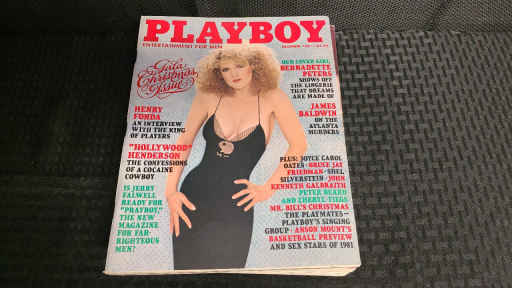 PLAYBOY
ENTERTAINMENT FOR MEN
Gala
Christmas
Issue
HENRY
FONDA
AN INTERVIEW
WITH THE KING
OF PLAYERS
"HOLLYWOOD"
HENDERSON
THE CONFESSIONS
OF A COCAINE
COWBOY
IS JERRY
FALWELL
READY FOR
"PRAYBOY,"
THE NEW
MAGAZINE
FOR FAR-
RIGHTEOUS
MEN?
OUR COVER GIRL
BERNADETTE
PETERS
SHOWS OFF
THE LINGERIE
THAT DREAMS
ARE MADE OF
JAMES
BALDWIN
ON THE
ATLANTA
MURDERS
PLUS: JOYCE CAROL
OATES · BRUCE JAY
FRIEDMAN · SHEL
SILVERSTEIN · JOHN
KENNETH GALBRAITH
PETER BEARD
AND CHERYL TIEGS
MR. BILL'S CHRISTMAS
THE PLAYMATES—
PLAYBOY'S SINGING
GROUP · ANSON MOUNT'S
BASKETBALL PREVIEW
AND SEX STARS OF 1981